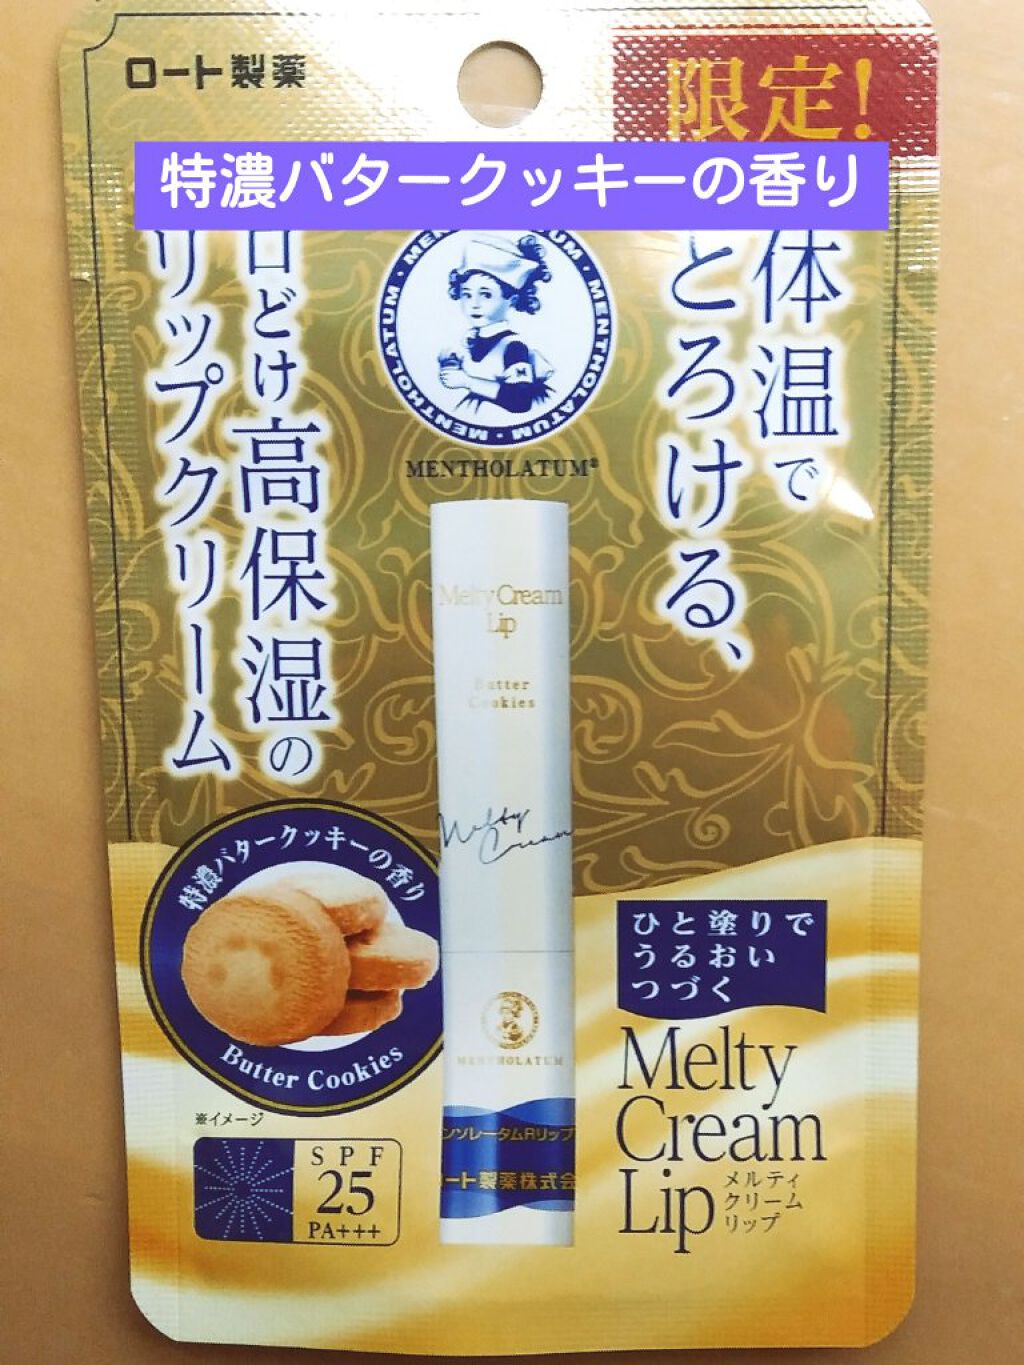 ロート製薬
限定!
特濃バタークッキーの香り
体温で
とろける、
口どけ高保湿の
リップクリーム
MENTHOLATUM
MENTHOLATUM
MENTHOLATUM
MENTHOLATUM®
Melty Cream
Lip
Butter
Cookies
Melty
Cream
特濃バタークッキーの香り
Butter Cookies
※イメージ
SPF
25
PA+++
MENTHOLATUM
ンソレータムRリップ
ート製薬株式会
ひと塗りで
うるおい
つづく
Melty
Cream
Lip
メルティ
クリーム
リップ